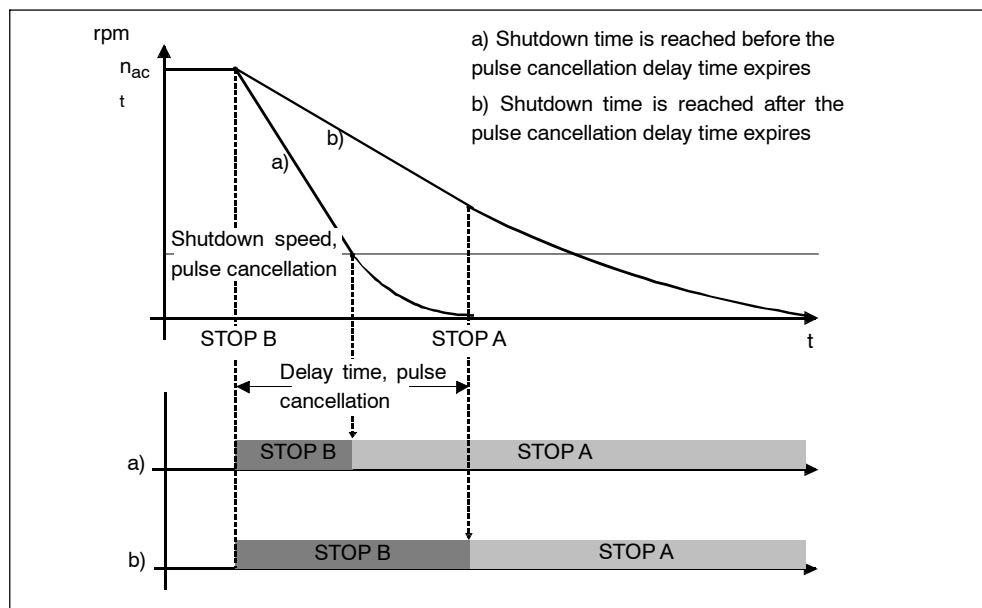 rpm
n_ac
t
a) Shutdown time is reached before the
pulse cancellation delay time expires
b) Shutdown time is reached after the
pulse cancellation delay time expires
b)
a)
Shutdown speed,
pulse cancellation
STOP B
STOP A
t
Delay time, pulse
cancellation
a)
STOP B
STOP A
b)
STOP B
STOP A